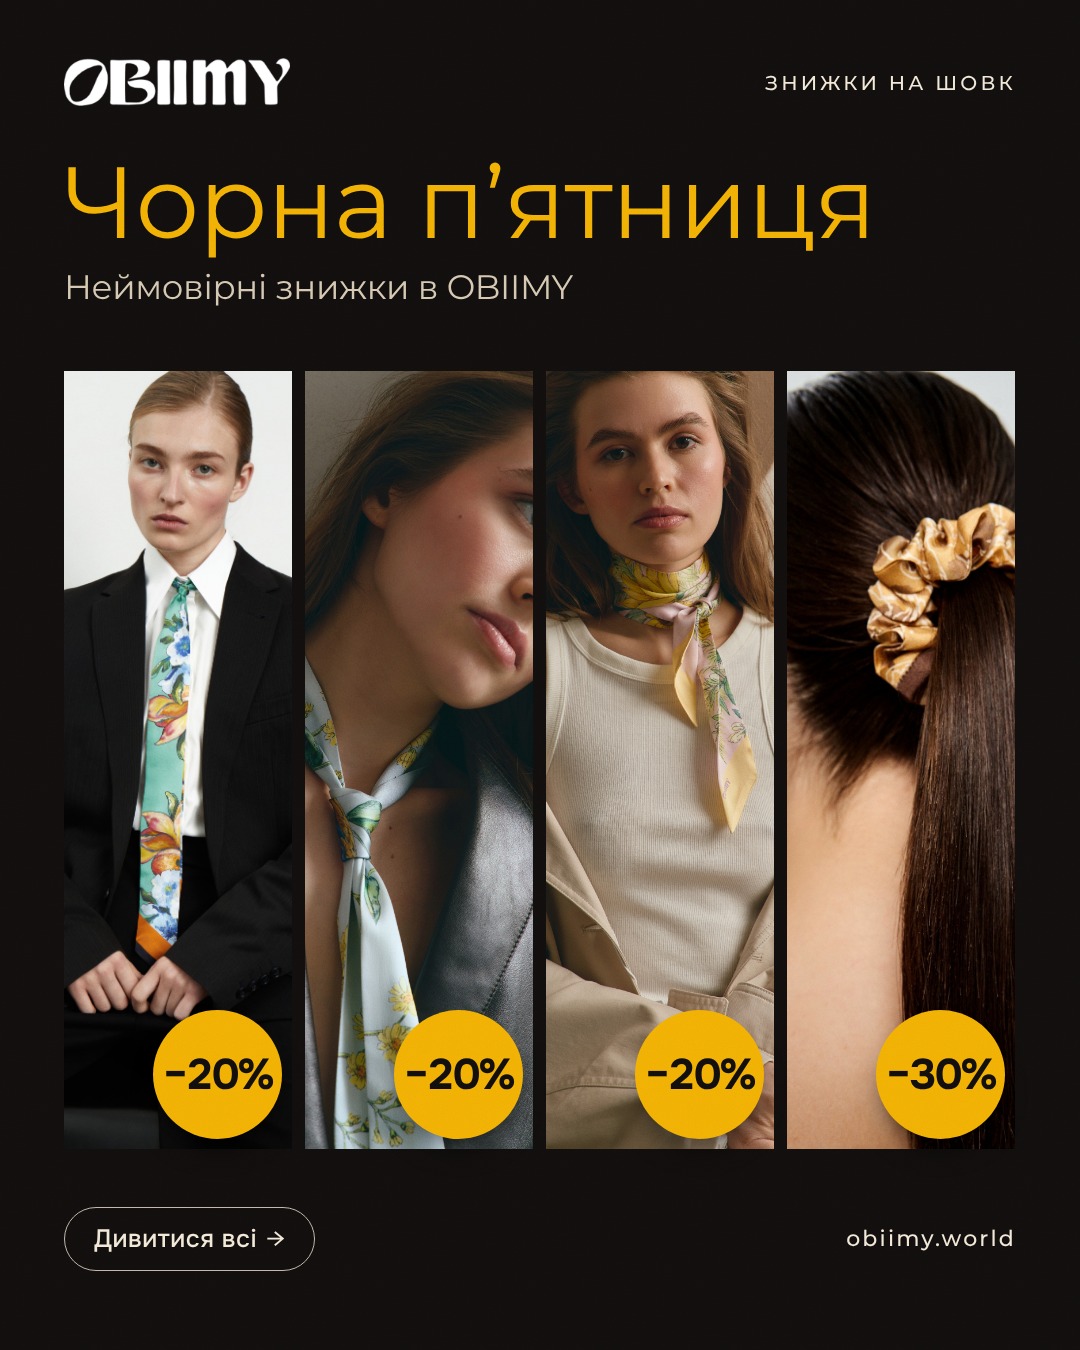 OBIIMY
ЗНИЖКИ НА ШОВК
Чорна п’ятниця
Неймовірні знижки в OBIIMY
−20%
−20%
−20%
−30%
Дивитися всі →
obiimy.world